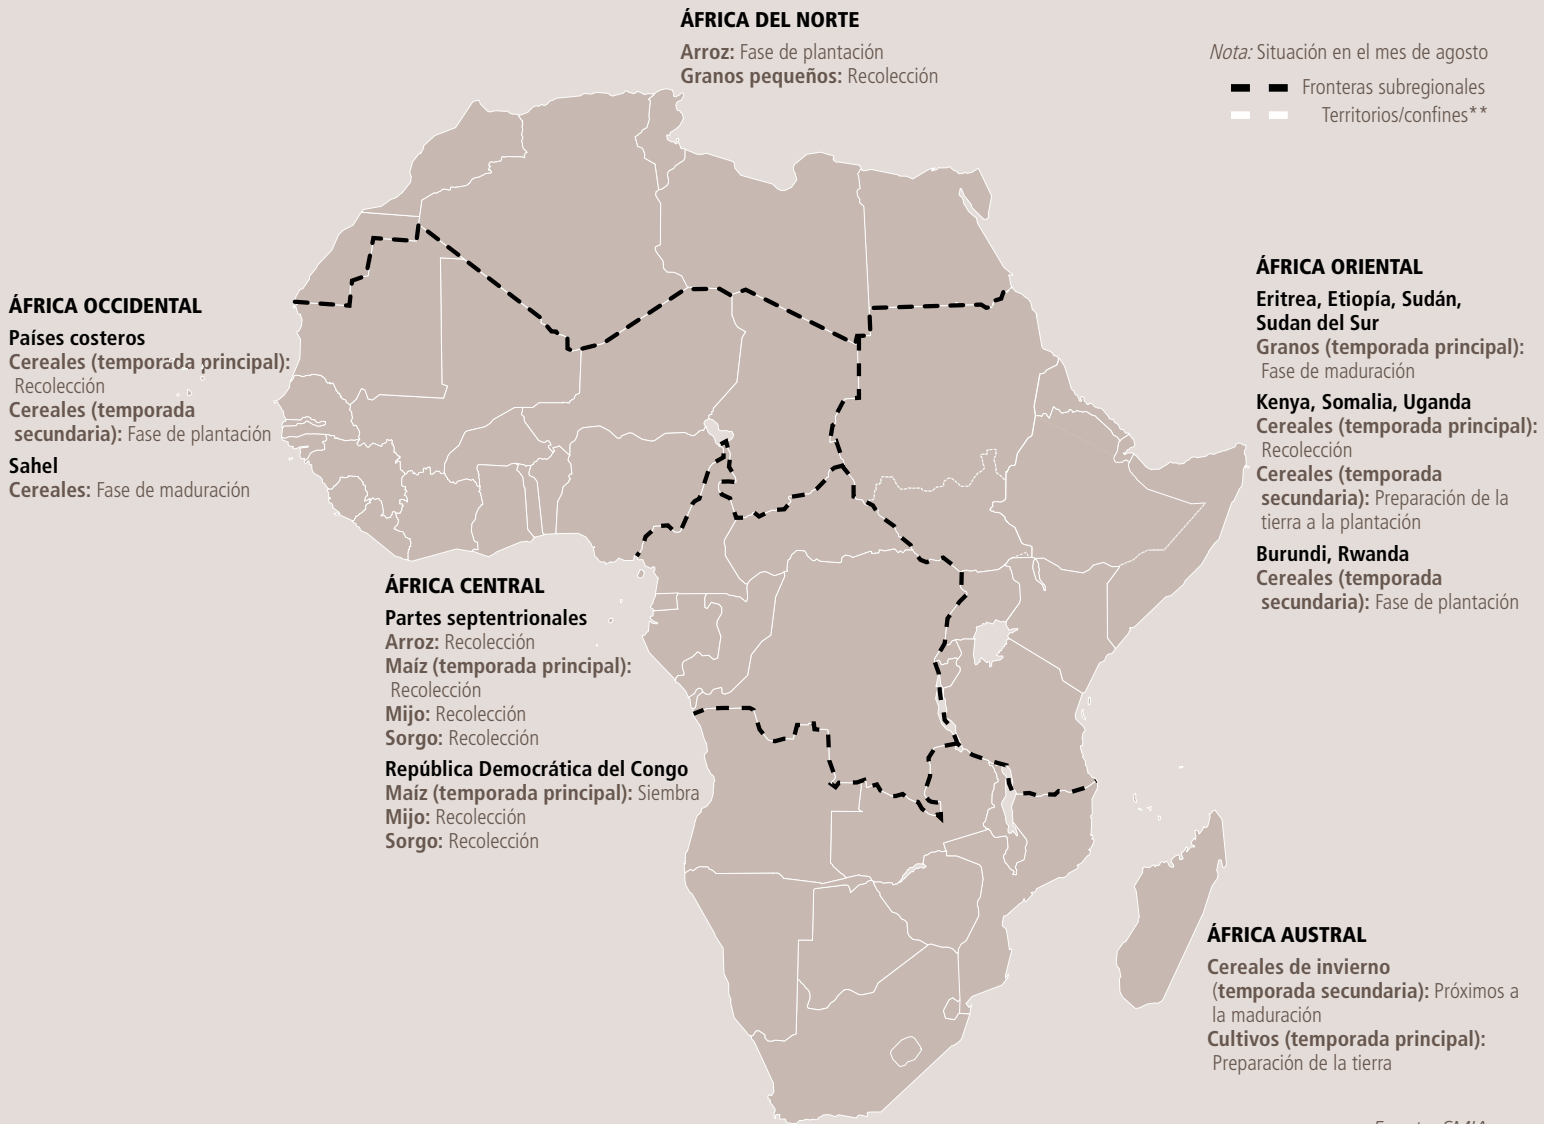 ÁFRICA DEL NORTE
Arroz: Fase de plantación
Granos pequeños: Recolección
Nota: Situación en el mes de agosto
Fronteras subregionales
Territorios/confines**
ÁFRICA OCCIDENTAL
Países costeros
Cereales (temporada principal):
Recolección
Cereales (temporada
secundaria): Fase de plantación
Sahel
Cereales: Fase de maduración
ÁFRICA CENTRAL
Partes septentrionales
Arroz: Recolección
Maíz (temporada principal):
Recolección
Mijo: Recolección
Sorgo: Recolección
República Democrática del Congo
Maíz (temporada principal): Siembra
Mijo: Recolección
Sorgo: Recolección
ÁFRICA ORIENTAL
Eritrea, Etiopía, Sudán,
Sudan del Sur
Granos (temporada principal):
Fase de maduración
Kenya, Somalia, Uganda
Cereales (temporada principal):
Recolección
Cereales (temporada
secundaria): Preparación de la
tierra a la plantación
Burundi, Rwanda
Cereales (temporada
secundaria): Fase de plantación
ÁFRICA AUSTRAL
Cereales de invierno
(temporada secundaria): Próximos a
la maduración
Cultivos (temporada principal):
Preparación de la tierra